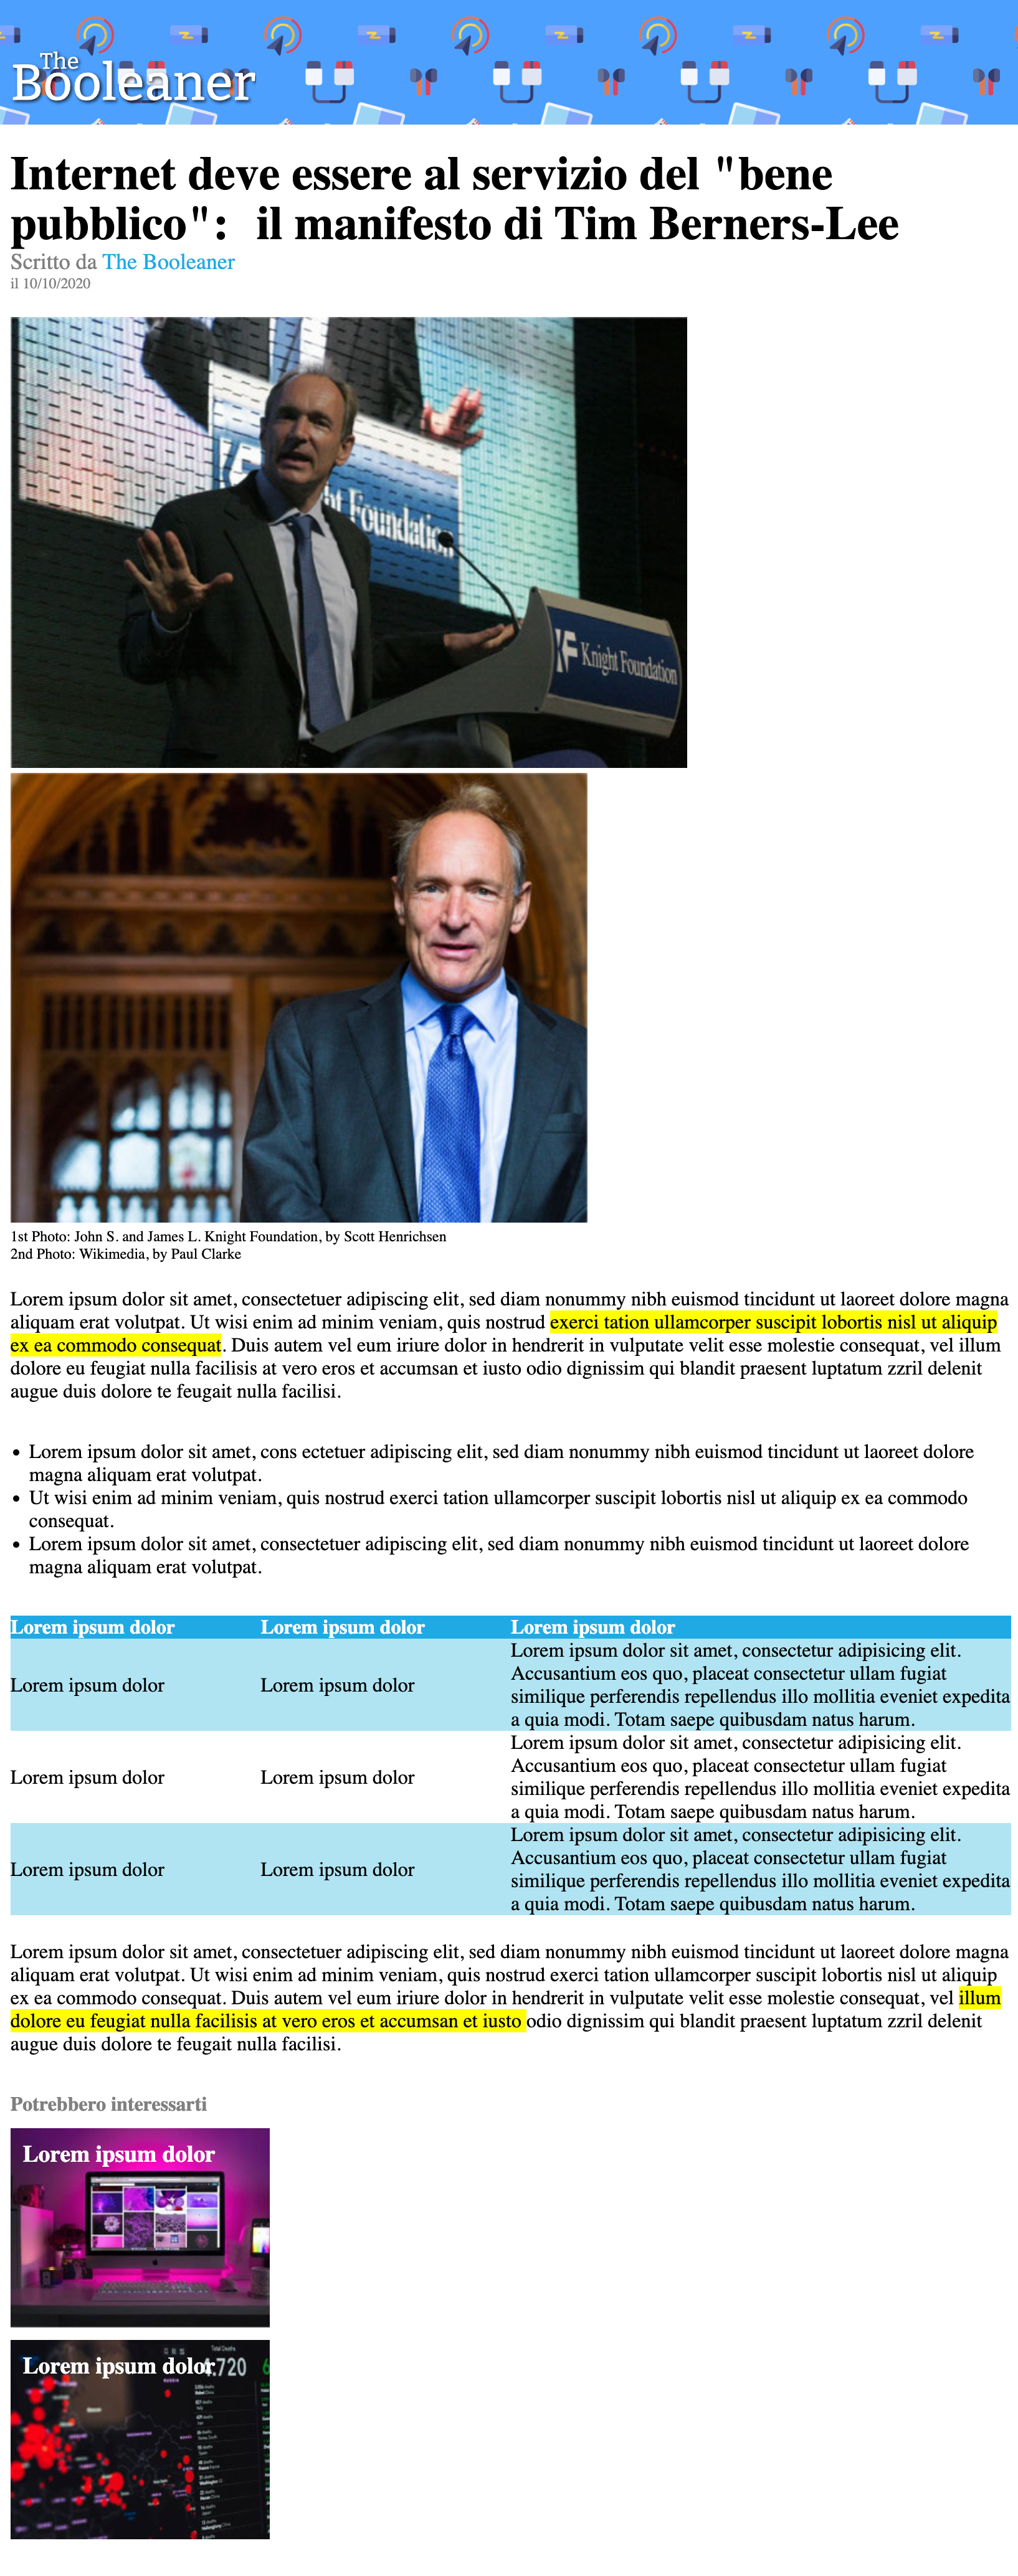 The
Booleaner
Internet deve essere al servizio del "bene
pubblico":  il manifesto di Tim Berners-Lee
Scritto da The Booleaner
il 10/10/2020
Knight Foundation
1st Photo: John S. and James L. Knight Foundation, by Scott Henrichsen
2nd Photo: Wikimedia, by Paul Clarke
Lorem ipsum dolor sit amet, consectetuer adipiscing elit, sed diam nonummy nibh euismod tincidunt ut laoreet dolore magna
aliquam erat volutpat. Ut wisi enim ad minim veniam, quis nostrud exerci tation ullamcorper suscipit lobortis nisl ut aliquip
ex ea commodo consequat. Duis autem vel eum iriure dolor in hendrerit in vulputate velit esse molestie consequat, vel illum
dolore eu feugiat nulla facilisis at vero eros et accumsan et iusto odio dignissim qui blandit praesent luptatum zzril delenit
augue duis dolore te feugait nulla facilisi.
• Lorem ipsum dolor sit amet, cons ectetuer adipiscing elit, sed diam nonummy nibh euismod tincidunt ut laoreet dolore
magna aliquam erat volutpat.
• Ut wisi enim ad minim veniam, quis nostrud exerci tation ullamcorper suscipit lobortis nisl ut aliquip ex ea commodo
consequat.
• Lorem ipsum dolor sit amet, consectetuer adipiscing elit, sed diam nonummy nibh euismod tincidunt ut laoreet dolore
magna aliquam erat volutpat.
Lorem ipsum dolor Lorem ipsum dolor Lorem ipsum dolor
Lorem ipsum dolor Lorem ipsum dolor Lorem ipsum dolor sit amet, consectetur adipisicing elit.
Accusantium eos quo, placeat consectetur ullam fugiat
similique perferendis repellendus illo mollitia eveniet expedita
a quia modi. Totam saepe quibusdam natus harum.
Lorem ipsum dolor Lorem ipsum dolor Lorem ipsum dolor sit amet, consectetur adipisicing elit.
Accusantium eos quo, placeat consectetur ullam fugiat
similique perferendis repellendus illo mollitia eveniet expedita
a quia modi. Totam saepe quibusdam natus harum.
Lorem ipsum dolor Lorem ipsum dolor Lorem ipsum dolor sit amet, consectetur adipisicing elit.
Accusantium eos quo, placeat consectetur ullam fugiat
similique perferendis repellendus illo mollitia eveniet expedita
a quia modi. Totam saepe quibusdam natus harum.
Lorem ipsum dolor sit amet, consectetuer adipiscing elit, sed diam nonummy nibh euismod tincidunt ut laoreet dolore magna
aliquam erat volutpat. Ut wisi enim ad minim veniam, quis nostrud exerci tation ullamcorper suscipit lobortis nisl ut aliquip
ex ea commodo consequat. Duis autem vel eum iriure dolor in hendrerit in vulputate velit esse molestie consequat, vel illum
dolore eu feugiat nulla facilisis at vero eros et accumsan et iusto odio dignissim qui blandit praesent luptatum zzril delenit
augue duis dolore te feugait nulla facilisi.
Potrebbero interessarti
Lorem ipsum dolor
Total Deaths
Lorem ipsum dolor